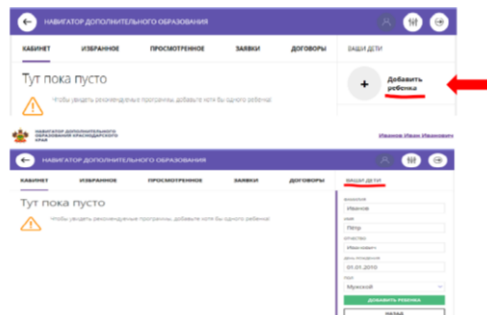 НАВИГАТОР ДОПОЛНИТЕЛЬНОГО ОБРАЗОВАНИЯ
КАБИНЕТ ИЗБРАННОЕ ПРОСМОТРЕННОЕ ЗАЯВКИ ДОГОВОРЫ ВАШИ ДЕТИ
Тут пока пусто
Чтобы увидеть рекомендуемые программы, добавьте хотя бы одного ребенка!
+ Добавить
ребенка
НАВИГАТОР ДОПОЛНИТЕЛЬНОГО
ОБРАЗОВАНИЯ КРАСНОДАРСКОГО
КРАЯ
Иванов Иван Иванович
НАВИГАТОР ДОПОЛНИТЕЛЬНОГО ОБРАЗОВАНИЯ
КАБИНЕТ ИЗБРАННОЕ ПРОСМОТРЕННОЕ ЗАЯВКИ ДОГОВОРЫ ВАШИ ДЕТИ
Тут пока пусто
Чтобы увидеть рекомендуемые программы, добавьте хотя бы одного ребенка!
ФАМИЛИЯ
Иванов
ИМЯ
Пётр
ОТЧЕСТВО
Иванович
ДЕНЬ РОЖДЕНИЯ
01.01.2010
ПОЛ
Мужской
ДОБАВИТЬ РЕБЕНКА
НАЗАД